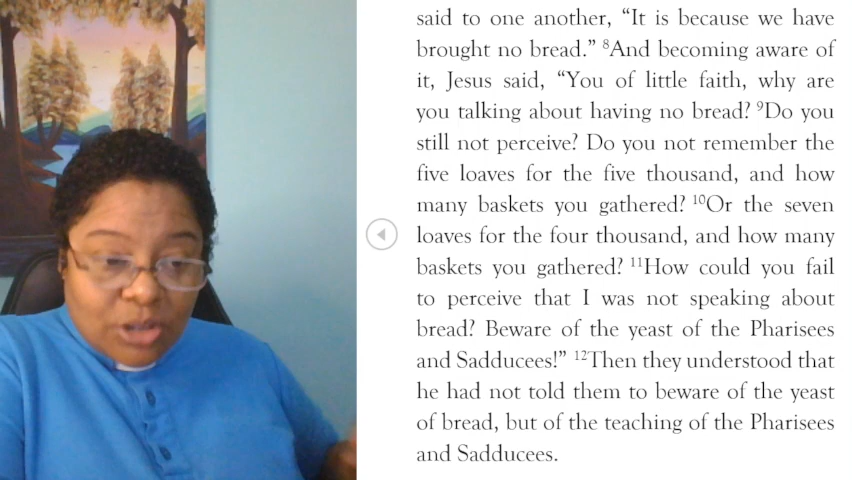 said to one another, “It is because we have
brought no bread.” ⁸And becoming aware of
it, Jesus said, “You of little faith, why are
you talking about having no bread? ⁹Do you
still not perceive? Do you not remember the
five loaves for the five thousand, and how
many baskets you gathered? ¹⁰Or the seven
loaves for the four thousand, and how many
baskets you gathered? ¹¹How could you fail
to perceive that I was not speaking about
bread? Beware of the yeast of the Pharisees
and Sadducees!” ¹²Then they understood that
he had not told them to beware of the yeast
of bread, but of the teaching of the Pharisees
and Sadducees.